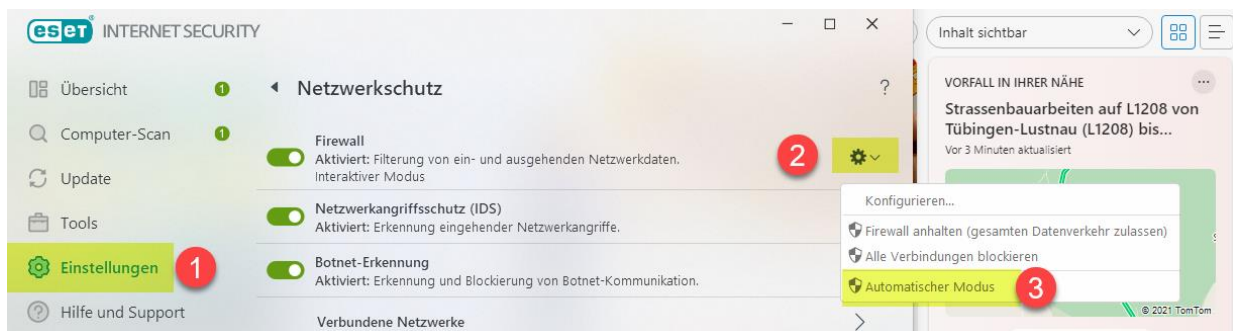 eset INTERNET SECURITY
Übersicht 1
Computer-Scan 1
Update
Tools
Einstellungen 1
Hilfe und Support
Netzwerkschutz ?
Firewall
Aktiviert: Filterung von ein- und ausgehenden Netzwerkdaten.
Interaktiver Modus
2
Netzwerkangriffsschutz (IDS)
Aktiviert: Erkennung eingehender Netzwerkangriffe.
Botnet-Erkennung
Aktiviert: Erkennung und Blockierung von Botnet-Kommunikation.
Verbundene Netzwerke
Konfigurieren...
Firewall anhalten (gesamten Datenverkehr zulassen)
Alle Verbindungen blockieren
Automatischer Modus 3
Inhalt sichtbar
VORFALL IN IHRER NÄHE
Strassenbauarbeiten auf L1208 von
Tübingen-Lustnau (L1208) bis...
Vor 3 Minuten aktualisiert
© 2021 TomTom